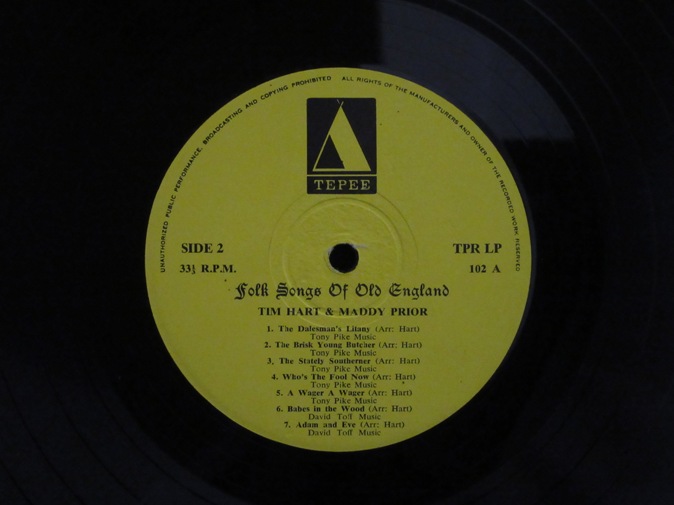 UNAUTHORIZED PUBLIC PERFORMANCE, BROADCASTING AND COPYING PROHIBITED ALL RIGHTS OF THE MANUFACTURERS AND OWNER OF THE RECORDED WORK RESERVED
TEPEE
SIDE 2 TPR LP
33⅓ R.P.M. 102 A
Folk Songs Of Old England
TIM HART & MADDY PRIOR
1. The Dalesman's Litany (Arr: Hart)
Tony Pike Music
2. The Brisk Young Butcher (Arr: Hart)
Tony Pike Music
3. The Stately Southerner (Arr: Hart)
Tony Pike Music
4. Who's The Fool Now (Arr: Hart)
Tony Pike Music
5. A Wager A Wager (Arr: Hart)
Tony Pike Music
6. Babes in the Wood (Arr: Hart)
David Toff Music
7. Adam and Eve (Arr: Hart)
David Toff Music